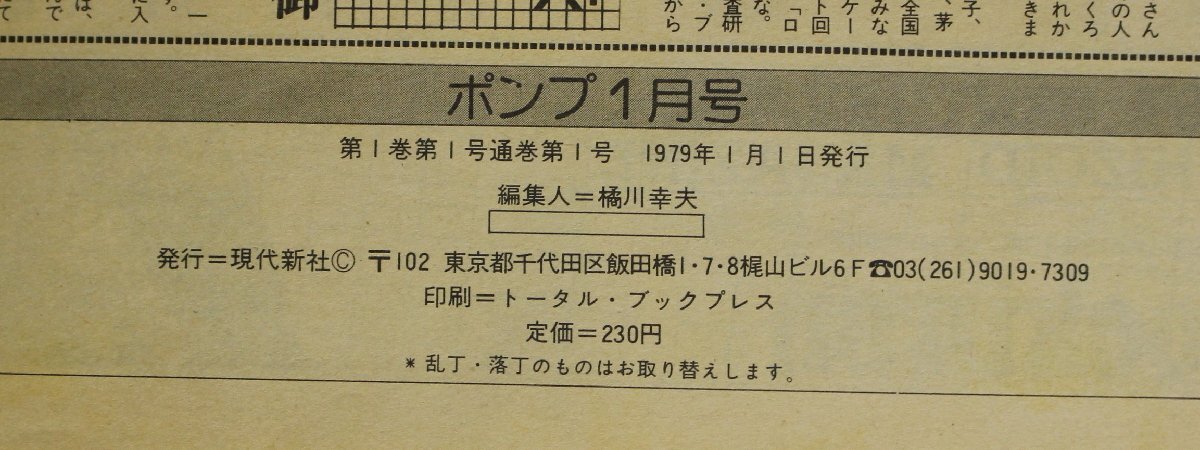 ポンプ1月号
第1巻第1号通巻第1号　1979年1月1日発行
編集人＝橘川幸夫
発行＝現代新社Ⓒ 〒102 東京都千代田区飯田橋1・7・8梶山ビル6F☎03(261)9019・7309
印刷＝トータル・ブックプレス
定価＝230円
＊乱丁・落丁のものはお取り替えします。